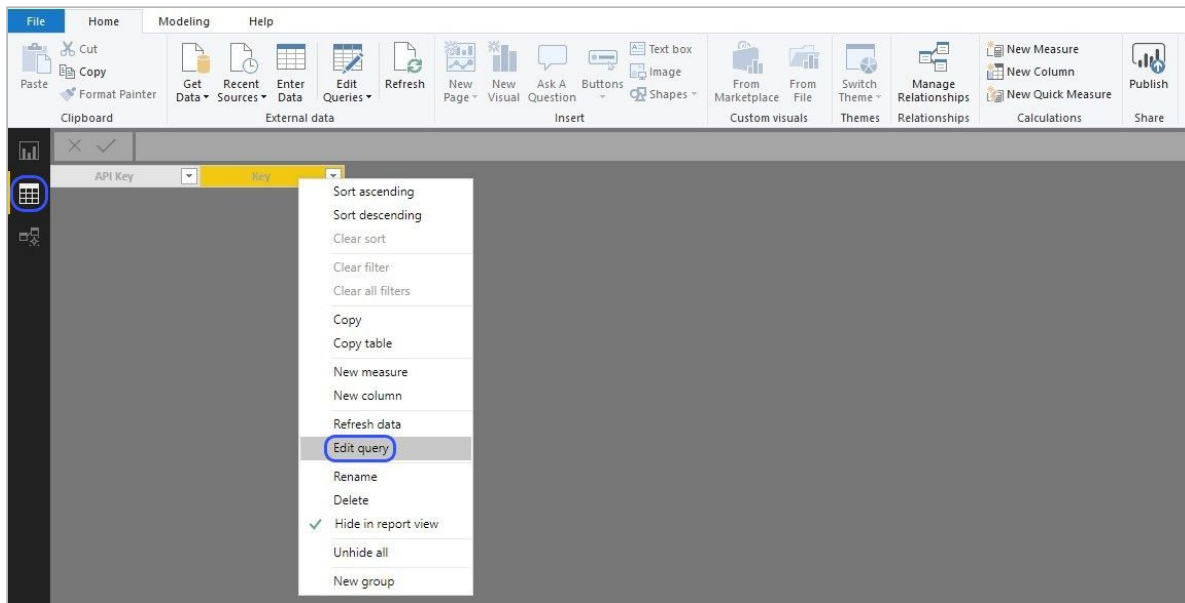 File Home Modeling Help
Paste
Cut
Copy
Format Painter
Clipboard
Get Data
Recent Sources
Enter Data
Edit Queries
Refresh
External data
New Page
New Visual
Ask A Question
Buttons
Text box
Image
Shapes
Insert
From Marketplace
From File
Custom visuals
Switch Theme
Themes
Manage Relationships
Relationships
New Measure
New Column
New Quick Measure
Calculations
Publish
Share
API Key Key
Sort ascending
Sort descending
Clear sort
Clear filter
Clear all filters
Copy
Copy table
New measure
New column
Refresh data
Edit query
Rename
Delete
Hide in report view
Unhide all
New group